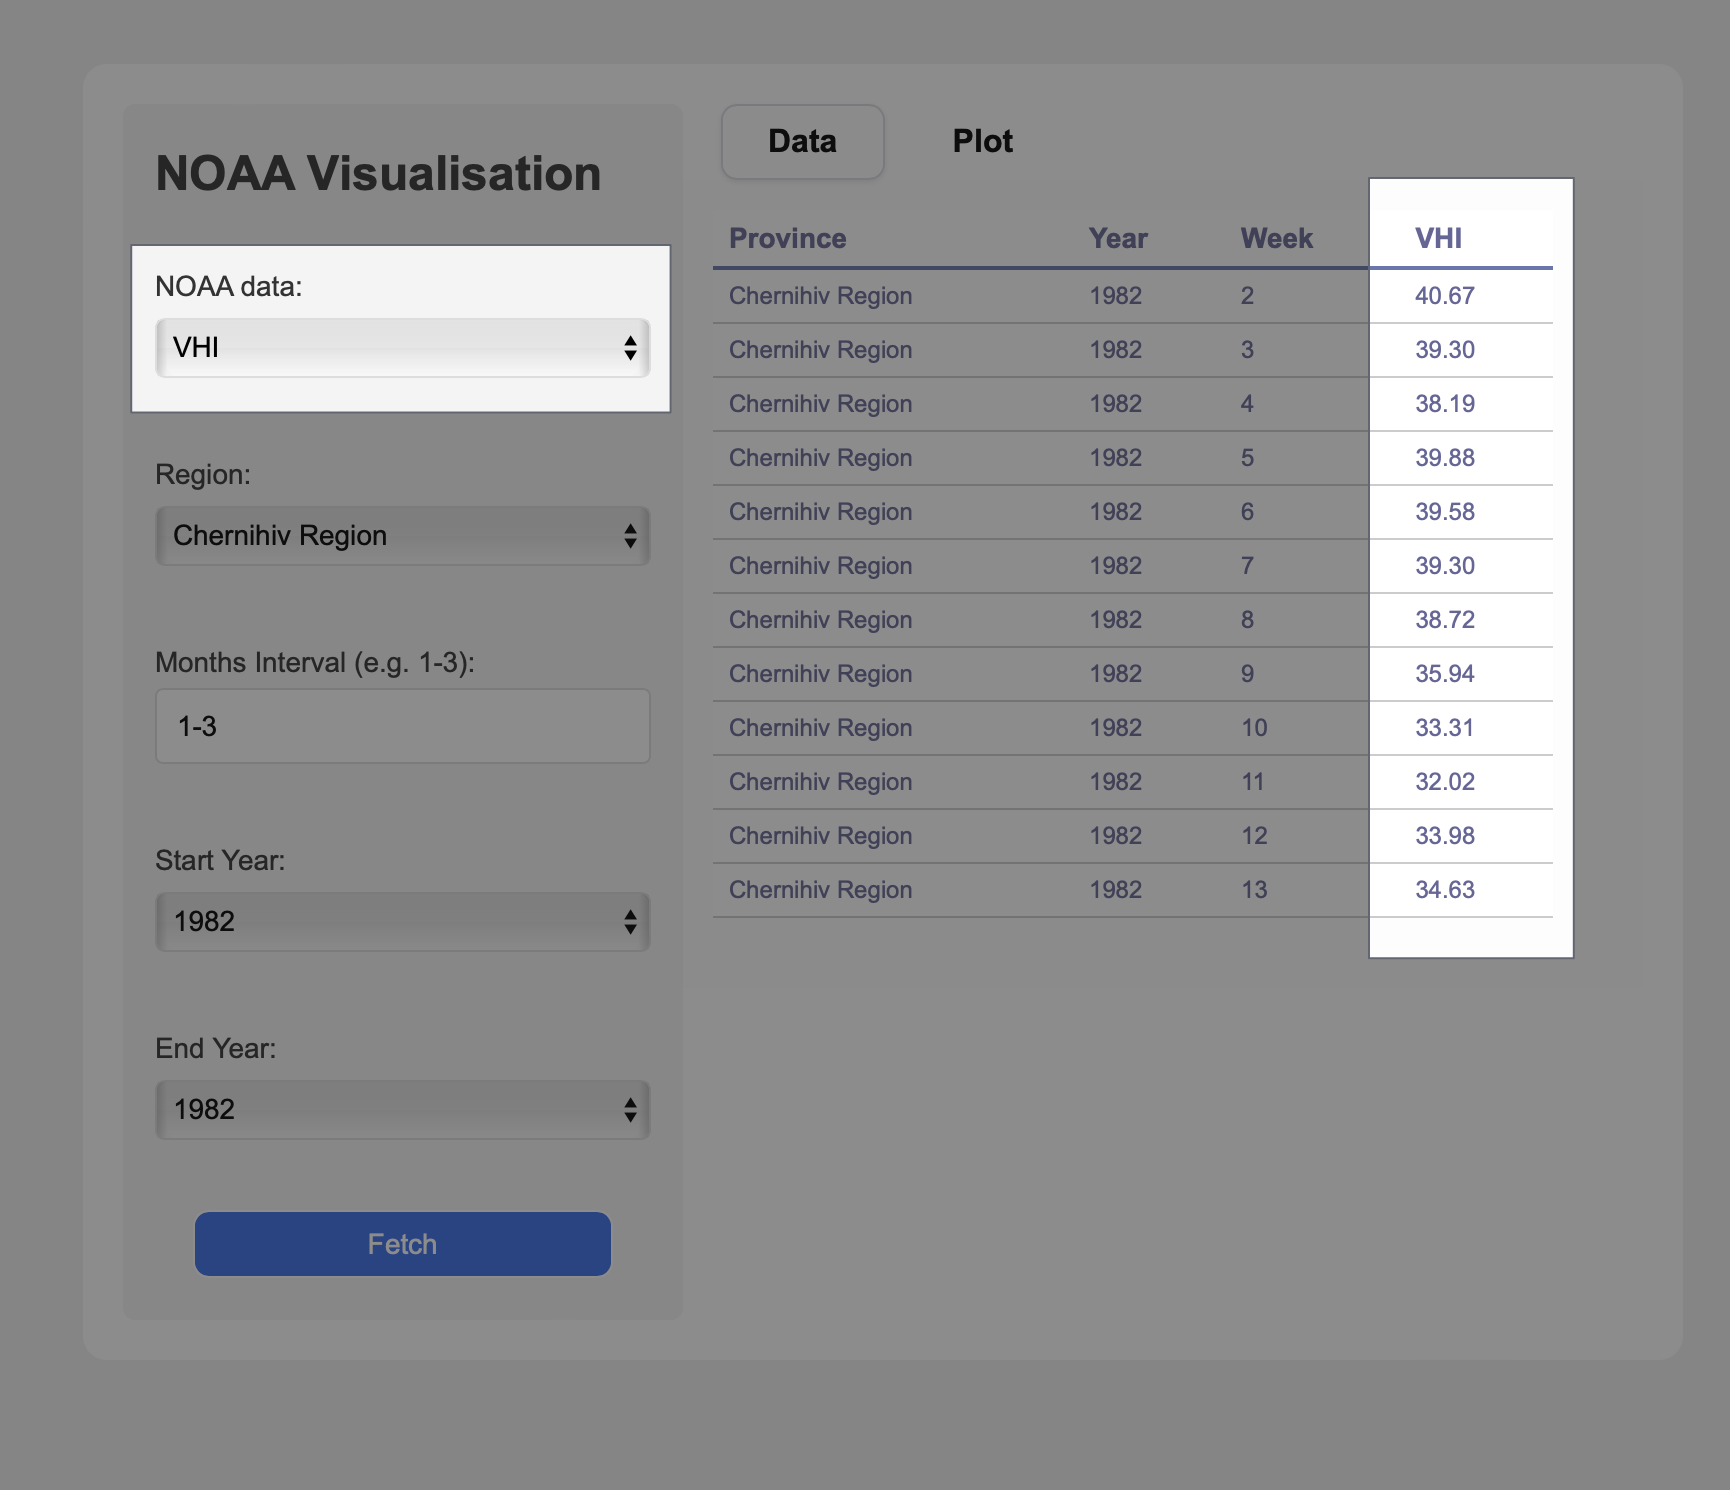 NOAA Visualisation
NOAA data:
VHI
Region:
Chernihiv Region
Months Interval (e.g. 1-3):
1-3
Start Year:
1982
End Year:
1982
Fetch
Data Plot
Province Year Week VHI
Chernihiv Region 1982 2 40.67
Chernihiv Region 1982 3 39.30
Chernihiv Region 1982 4 38.19
Chernihiv Region 1982 5 39.88
Chernihiv Region 1982 6 39.58
Chernihiv Region 1982 7 39.30
Chernihiv Region 1982 8 38.72
Chernihiv Region 1982 9 35.94
Chernihiv Region 1982 10 33.31
Chernihiv Region 1982 11 32.02
Chernihiv Region 1982 12 33.98
Chernihiv Region 1982 13 34.63